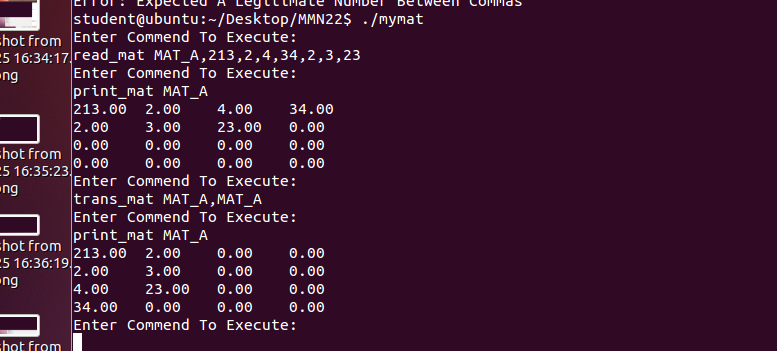 Error: Expected A Legitimate Number Between Commas
student@ubuntu:~/Desktop/MMN22$ ./mymat
Enter Commend To Execute:
read_mat MAT_A,213,2,4,34,2,3,23
Enter Commend To Execute:
print_mat MAT_A
213.00 2.00 4.00 34.00
2.00 3.00 23.00 0.00
0.00 0.00 0.00 0.00
0.00 0.00 0.00 0.00
Enter Commend To Execute:
trans_mat MAT_A,MAT_A
Enter Commend To Execute:
print_mat MAT_A
213.00 2.00 0.00 0.00
2.00 3.00 0.00 0.00
4.00 23.00 0.00 0.00
34.00 0.00 0.00 0.00
Enter Commend To Execute:
shot from
25 16:34:17.
png
shot from
25 16:35:23.
png
shot from
25 16:36:19.
png
shot from